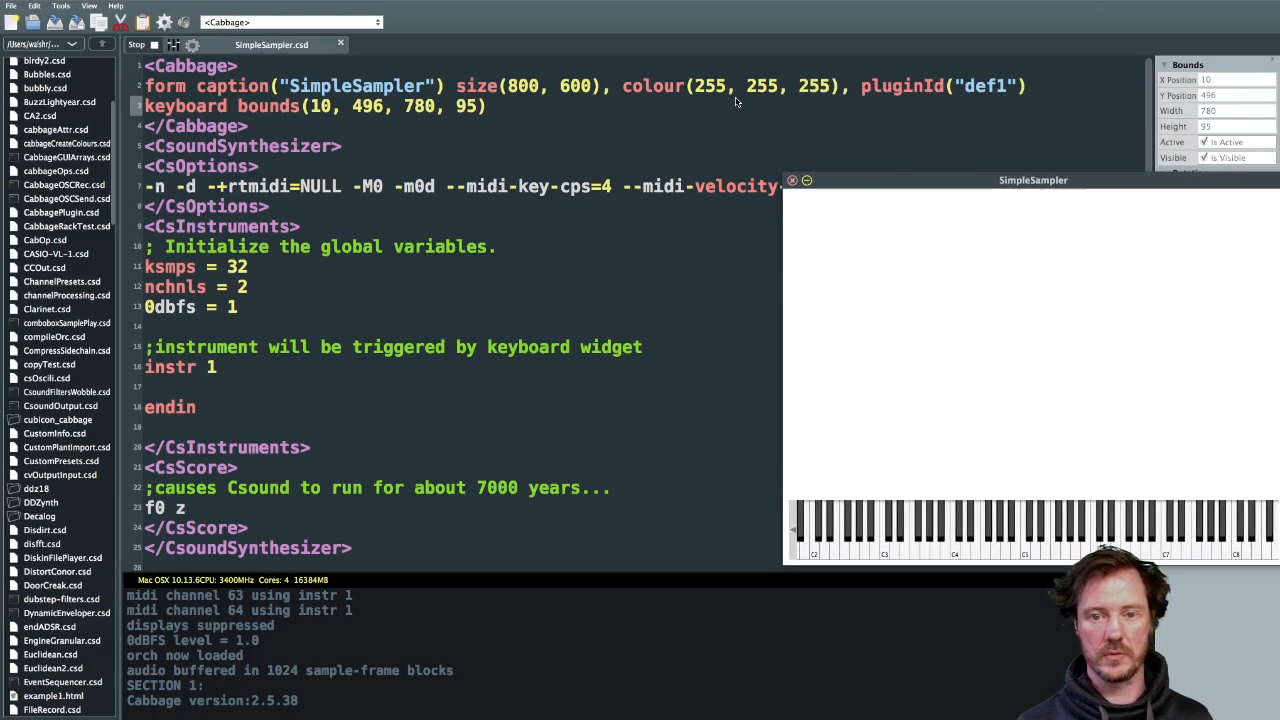 File Edit Tools View Help
<Cabbage>
/Users/walshr/...
Stop
SimpleSampler.csd
birdy2.csd
Bubbles.csd
bubbly.csd
BuzzLightyear.csd
CA2.csd
cabbageAttr.csd
cabbageCreateColours.csd
CabbageGUIArrays.csd
cabbageOps.csd
CabbageOSCRec.csd
CabbageOSCSend.csd
CabbagePlugin.csd
CabbageRackTest.csd
CabOp.csd
CASIO-VL-1.csd
CCOut.csd
ChannelPresets.csd
channelProcessing.csd
Clarinet.csd
comboboxSamplePlay.csd
compileOrc.csd
CompressSidechain.csd
copyTest.csd
csOscili.csd
CsoundFiltersWobble.csd
CsoundOutput.csd
cubicon_cabbage
CustomInfo.csd
CustomPlantImport.csd
CustomPresets.csd
cvOutputInput.csd
ddz18
DDZynth
Decalog
Disdirt.csd
disfft.csd
DiskInFilePlayer.csd
DistortConor.csd
DoorCreak.csd
dubstep-filters.csd
DynamicEnveloper.csd
endADSR.csd
EngineGranular.csd
Euclidean.csd
Euclidean2.csd
EventSequencer.csd
example1.html
FileRecord.csd
1 <Cabbage>
2 form caption("SimpleSampler") size(800, 600), colour(255, 255, 255), pluginId("def1")
3 keyboard bounds(10, 496, 780, 95)
4 </Cabbage>
5 <CsoundSynthesizer>
6 <CsOptions>
7 -n -d -+rtmidi=NULL -M0 -m0d --midi-key-cps=4 --midi-velocity-
8 </CsOptions>
9 <CsInstruments>
10 ; Initialize the global variables.
11 ksmps = 32
12 nchnls = 2
13 0dbfs = 1
14
15 ;instrument will be triggered by keyboard widget
16 instr 1
17
18 endin
19
20 </CsInstruments>
21 <CsScore>
22 ;causes Csound to run for about 7000 years...
23 f0 z
24 </CsScore>
25 </CsoundSynthesizer>
26
Bounds
X Position 10
Y Position 496
Width 780
Height 95
Active Is Active
Visible Is Visible
SimpleSampler
C2 C3 C4 C5 C7 C8
Mac OSX 10.13.6CPU: 3400MHz Cores: 4 16384MB
midi channel 63 using instr 1
midi channel 64 using instr 1
displays suppressed
0dBFS level = 1.0
orch now loaded
audio buffered in 1024 sample-frame blocks
SECTION 1:
Cabbage version:2.5.38